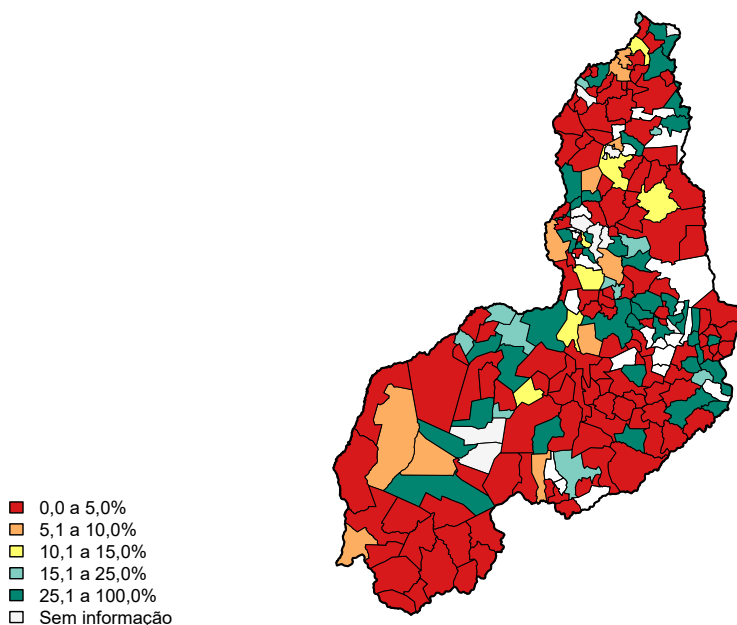 0,0 a 5,0%
5,1 a 10,0%
10,1 a 15,0%
15,1 a 25,0%
25,1 a 100,0%
Sem informação